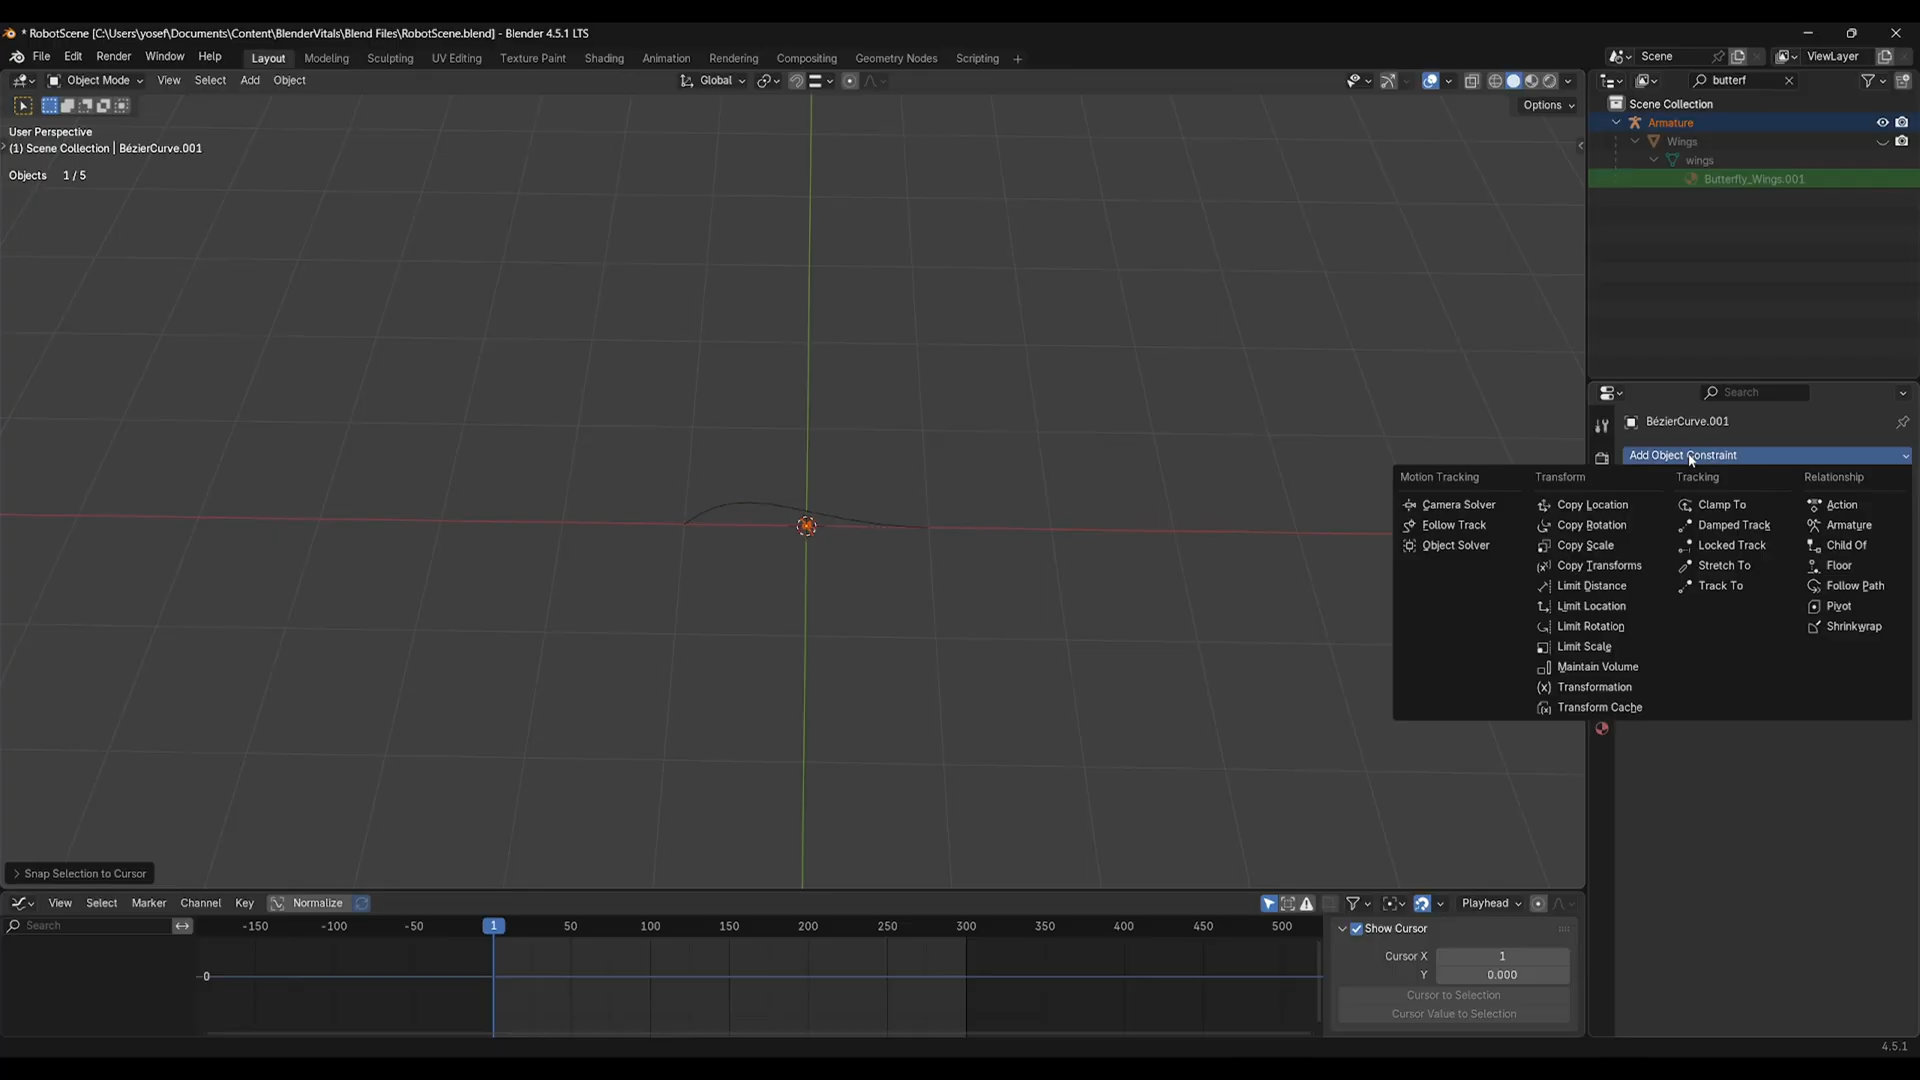 * RobotScene [C:\Users\yosef\Documents\Content\BlenderVitals\Blend Files\RobotScene.blend] - Blender 4.5.1 LTS
File Edit Render Window Help Layout Modeling Sculpting UV Editing Texture Paint Shading Animation Rendering Compositing Geometry Nodes Scripting + Scene ViewLayer
Object Mode View Select Add Object Global butterf
Options
User Perspective
(1) Scene Collection | BézierCurve.001
Objects 1 / 5
Scene Collection
Armature
Wings
wings
Butterfly_Wings.001
Search
BézierCurve.001
Add Object Constraint
Motion Tracking Transform Tracking Relationship
Camera Solver Copy Location Clamp To Action
Follow Track Copy Rotation Damped Track Armature
Object Solver Copy Scale Locked Track Child Of
Copy Transforms Stretch To Floor
Limit Distance Track To Follow Path
Limit Location Pivot
Limit Rotation Shrinkwrap
Limit Scale
Maintain Volume
Transformation
Transform Cache
> Snap Selection to Cursor
View Select Marker Channel Key Normalize Playhead
Search -150 -100 -50 1 50 100 150 200 250 300 350 400 450 500
Show Cursor
Cursor X 1
Y 0.000
0
Cursor to Selection
Cursor Value to Selection
4.5.1